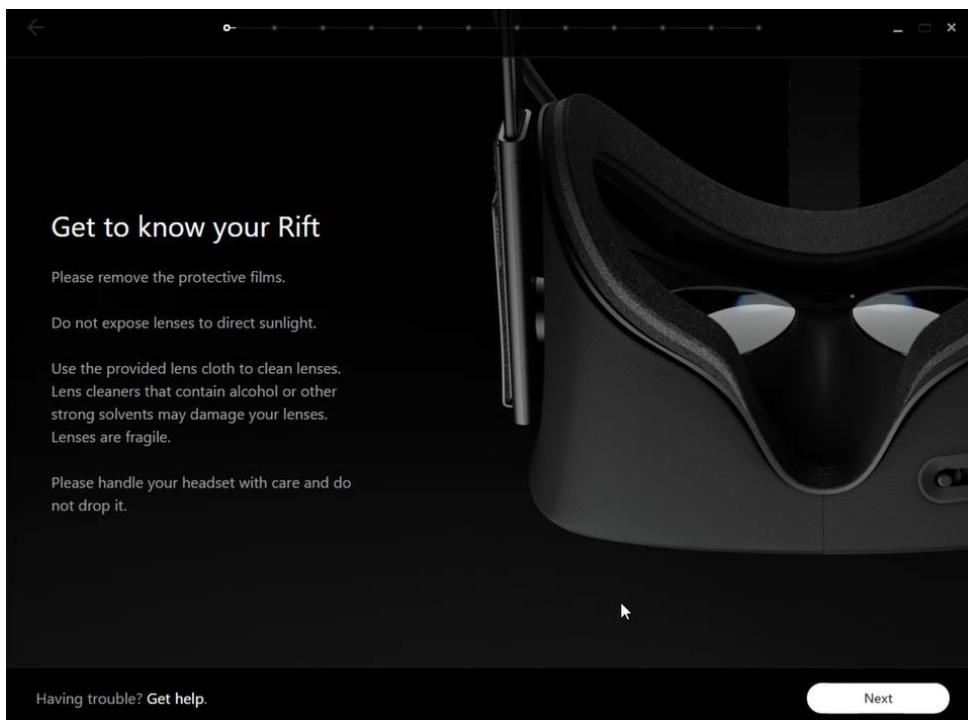 Get to know your Rift
Please remove the protective films.
Do not expose lenses to direct sunlight.
Use the provided lens cloth to clean lenses.
Lens cleaners that contain alcohol or other
strong solvents may damage your lenses.
Lenses are fragile.
Please handle your headset with care and do
not drop it.
Having trouble? Get help.
Next